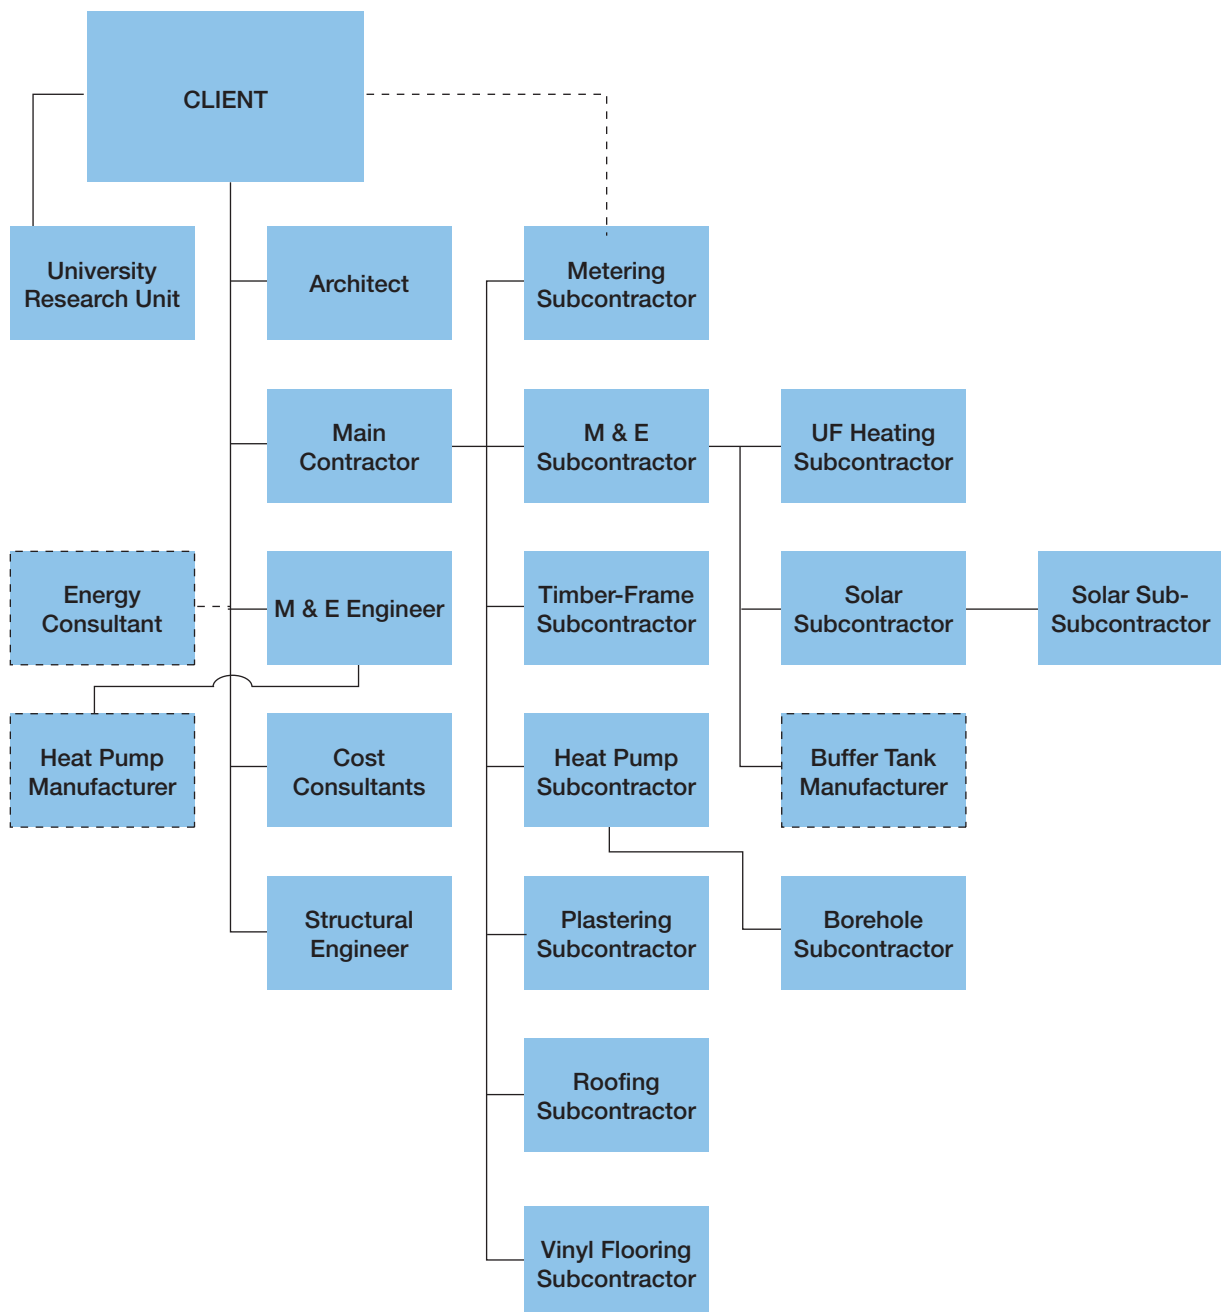 CLIENT
University
Research Unit
Architect
Metering
Subcontractor
Main
Contractor
M & E
Subcontractor
UF Heating
Subcontractor
Energy
Consultant
M & E Engineer
Timber-Frame
Subcontractor
Solar
Subcontractor
Solar Sub-
Subcontractor
Heat Pump
Manufacturer
Cost
Consultants
Heat Pump
Subcontractor
Buffer Tank
Manufacturer
Structural
Engineer
Plastering
Subcontractor
Borehole
Subcontractor
Roofing
Subcontractor
Vinyl Flooring
Subcontractor